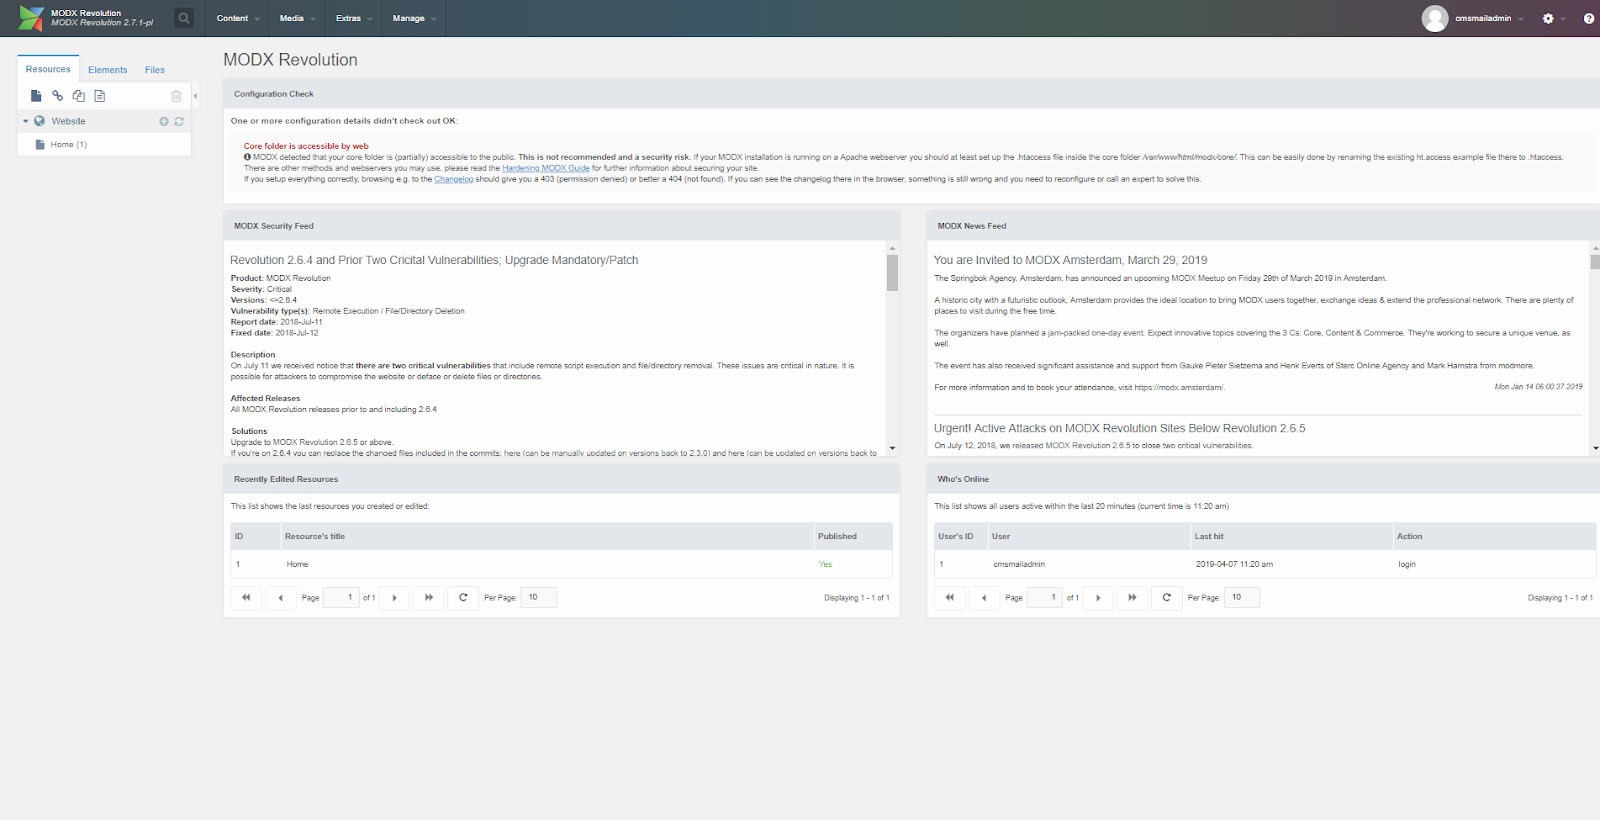 MODX Revolution
MODX Revolution 2.7.1-pl
Content
Media
Extras
Manage
cmsmailadmin
Resources
Elements
Files
Website
Home (1)
MODX Revolution
Configuration Check
One or more configuration details didn't check out OK:
Core folder is accessible by web
MODX detected that your core folder is (partially) accessible to the public. This is not recommended and a security risk. If your MODX installation is running on a Apache webserver you should at least set up the .htaccess file inside the core folder /var/www/html/modx/core/. This can be easily done by renaming the existing ht.access example file there to .htaccess.
There are other methods and webservers you may use, please read the Hardening MODX Guide for further information about securing your site.
If you setup everything correctly, browsing e.g. to the Changelog should give you a 403 (permission denied) or better a 404 (not found). If you can see the changelog there in the browser, something is still wrong and you need to reconfigure or call an expert to solve this.
MODX Security Feed
Revolution 2.6.4 and Prior Two Cricital Vulnerabilities; Upgrade Mandatory/Patch
Product: MODX Revolution
Severity: Critical
Versions: <=2.6.4
Vulnerability type(s): Remote Execution / File/Directory Deletion
Report date: 2018-Jul-11
Fixed date: 2018-Jul-12
Description
On July 11 we received notice that there are two critical vulnerabilities that include remote script execution and file/directory removal. These issues are critical in nature. It is
possible for attackers to compromise the website or deface or delete files or directories.
Affected Releases
All MODX Revolution releases prior to and including 2.6.4
Solutions
Upgrade to MODX Revolution 2.6.5 or above.
If you're on 2.6.4 you can replace the changed files included in the commits: here (can be manually updated on versions back to 2.3.0) and here (can be updated on versions back to
MODX News Feed
You are Invited to MODX Amsterdam, March 29, 2019
The Springbok Agency, Amsterdam, has announced an upcoming MODX Meetup on Friday 29th of March 2019 in Amsterdam.
A historic city with a futuristic outlook, Amsterdam provides the ideal location to bring MODX users together, exchange ideas & extend the professional network. There are plenty of
places to visit during the free time.
The organizers have planned a jam-packed one-day event. Expect innovative topics covering the 3 Cs: Core, Content & Commerce. They're working to secure a unique venue, as
well.
The event has also received significant assistance and support from Gauke Pieter Sietzema and Henk Everts of Sterc Online Agency and Mark Hamstra from modmore.
For more information and to book your attendance, visit https://modx.amsterdam/.
Mon Jan 14 06:00:37 2019
Urgent! Active Attacks on MODX Revolution Sites Below Revolution 2.6.5
On July 12, 2018, we released MODX Revolution 2.6.5 to close two critical vulnerabilities.
Recently Edited Resources
This list shows the last resources you created or edited:
ID Resource's title Published
1 Home Yes
Page 1 of 1 Per Page: 10 Displaying 1 - 1 of 1
Who's Online
This list shows all users active within the last 20 minutes (current time is 11:20 am)
User's ID User Last hit Action
1 cmsmailadmin 2019-04-07 11:20 am login
Page 1 of 1 Per Page: 10 Displaying 1 - 1 of 1